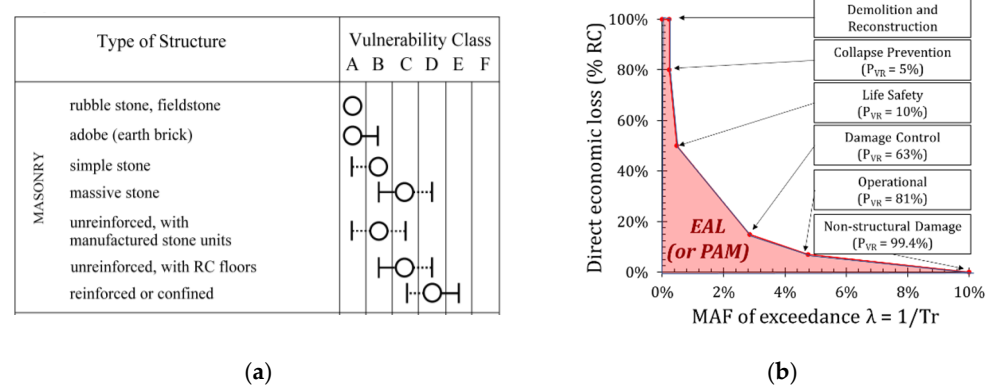 Type of Structure
Vulnerability Class
A B C D E F
MASONRY
rubble stone, fieldstone
adobe (earth brick)
simple stone
massive stone
unreinforced, with
manufactured stone units
unreinforced, with RC floors
reinforced or confined
(a)
Direct economic loss (% RC)
100%
80%
60%
40%
20%
0%
0%
2%
4%
6%
8%
10%
MAF of exceedance λ = 1/Tr
EAL
(or PAM)
Demolition and
Reconstruction
Collapse Prevention
(PVR = 5%)
Life Safety
(PVR = 10%)
Damage Control
(PVR = 63%)
Operational
(PVR = 81%)
Non-structural Damage
(PVR = 99.4%)
(b)